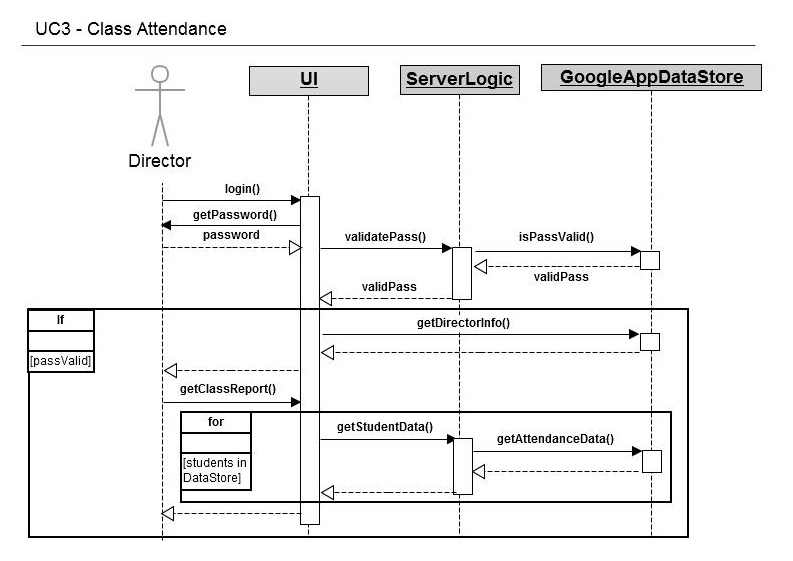 UC3 - Class Attendance
UI
ServerLogic
GoogleAppDataStore
Director
login()
getPassword()
password
validatePass()
isPassValid()
validPass
validPass
If
[passValid]
getDirectorInfo()
getClassReport()
for
[students in
DataStore]
getStudentData()
getAttendanceData()